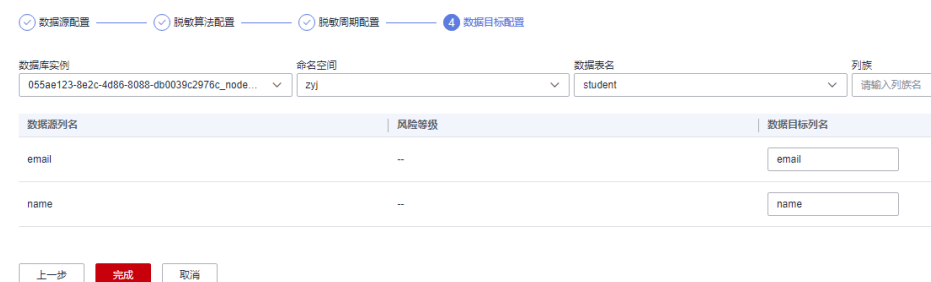 数据源配置 脱敏算法配置 脱敏周期配置 4 数据目标配置
数据库实例 命名空间 数据表名 列族
055ae123-8e2c-4d86-8088-db0039c2976c_node... zyj student 请输入列族名
数据源列名 风险等级 数据目标列名
email -- email
name -- name
上一步 完成 取消